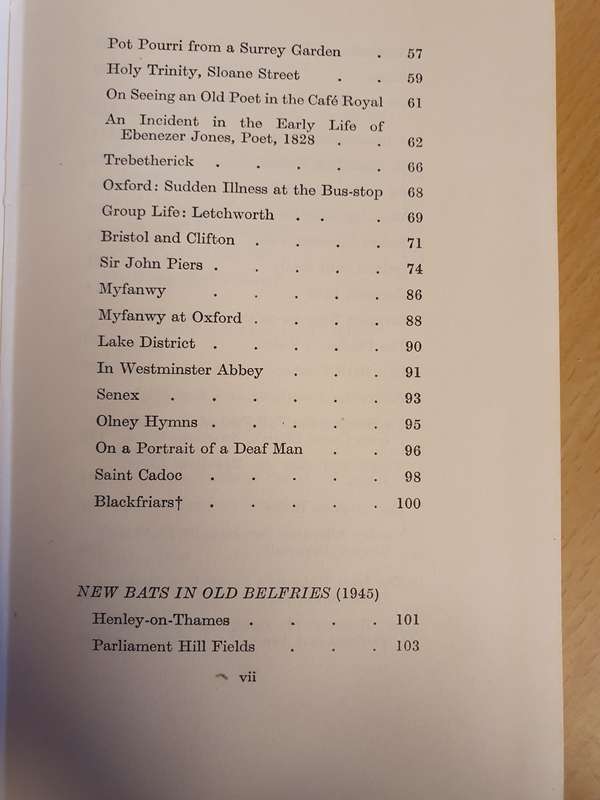 Pot Pourri from a Surrey Garden . 57
Holy Trinity, Sloane Street . . 59
On Seeing an Old Poet in the Café Royal 61
An Incident in the Early Life of
Ebenezer Jones, Poet, 1828 . . 62
Trebetherick . . . . . 66
Oxford: Sudden Illness at the Bus-stop 68
Group Life: Letchworth . . . 69
Bristol and Clifton . . . . 71
Sir John Piers . . . . . 74
Myfanwy . . . . . 86
Myfanwy at Oxford . . . . 88
Lake District . . . . . 90
In Westminster Abbey . . . 91
Senex . . . . . . 93
Olney Hymns . . . . . 95
On a Portrait of a Deaf Man . . 96
Saint Cadoc . . . . . 98
Blackfriars† . . . . . 100
NEW BATS IN OLD BELFRIES (1945)
Henley-on-Thames . . . . 101
Parliament Hill Fields . . . 103
vii